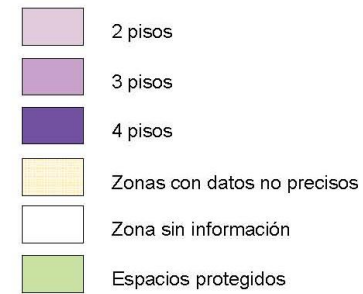 2 pisos
3 pisos
4 pisos
Zonas con datos no precisos
Zona sin información
Espacios protegidos